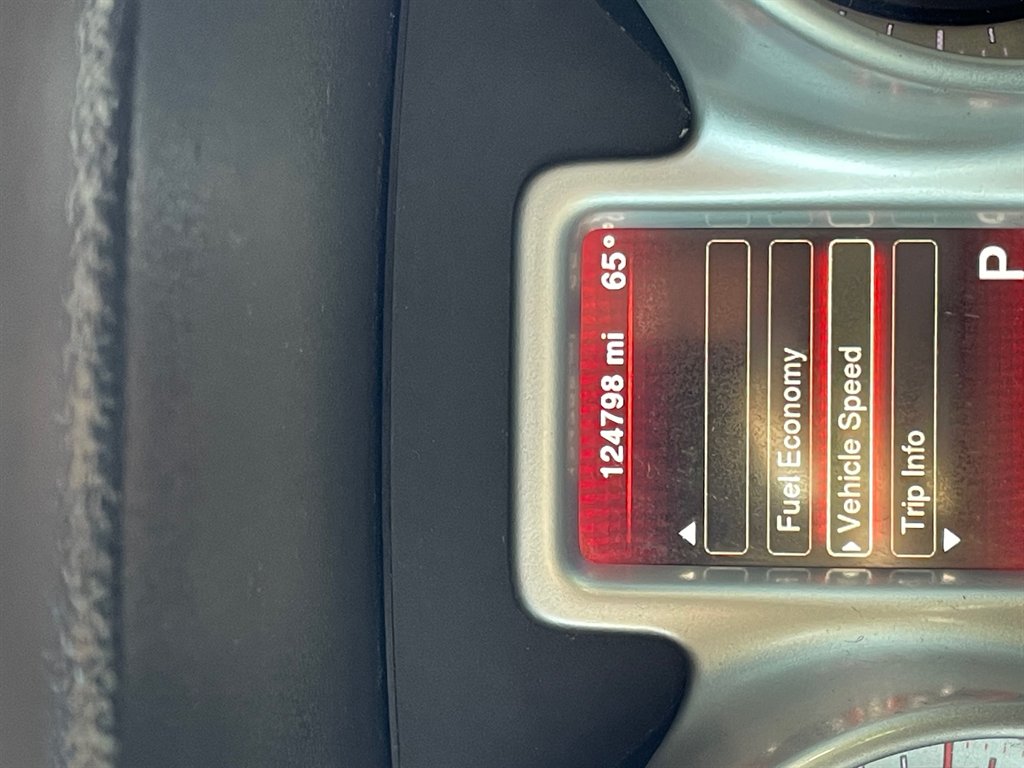 124798 mi 65°
Fuel Economy
Vehicle Speed
Trip Info
P